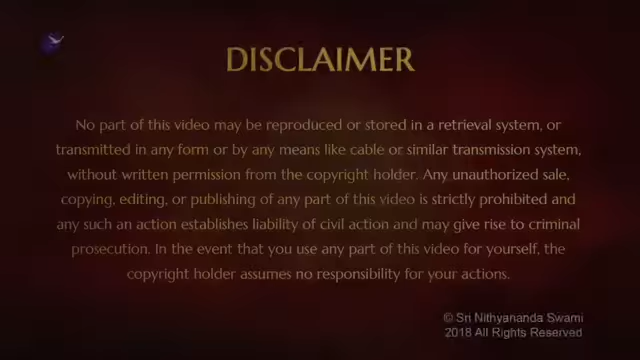 DISCLAIMER
No part of this video may be reproduced or stored in a retrieval system, or
transmitted in any form or by any means like cable or similar transmission system,
without written permission from the copyright holder. Any unauthorized sale,
copying, editing, or publishing of any part of this video is strictly prohibited and
any such an action establishes liability of civil action and may give rise to criminal
prosecution. In the event that you use any part of this video for yourself, the
copyright holder assumes no responsibility for your actions.
© Sri Nithyananda Swami
2018 All Rights Reserved